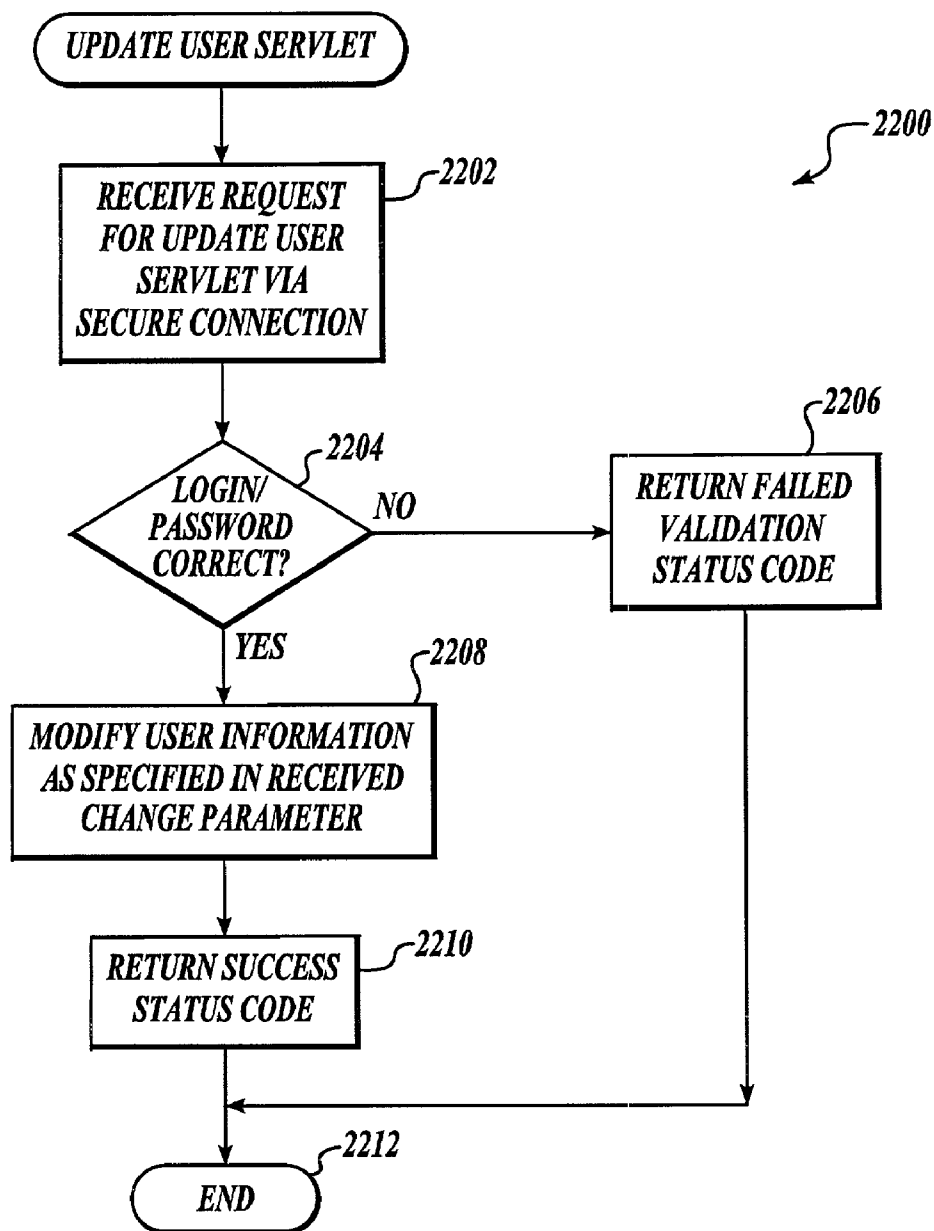 UPDATE USER SERVLET
2200
2202
RECEIVE REQUEST
FOR UPDATE USER
SERVLET VIA
SECURE CONNECTION
2204
LOGIN/
PASSWORD
CORRECT?
NO
2206
RETURN FAILED
VALIDATION
STATUS CODE
YES
2208
MODIFY USER INFORMATION
AS SPECIFIED IN RECEIVED
CHANGE PARAMETER
2210
RETURN SUCCESS
STATUS CODE
2212
END